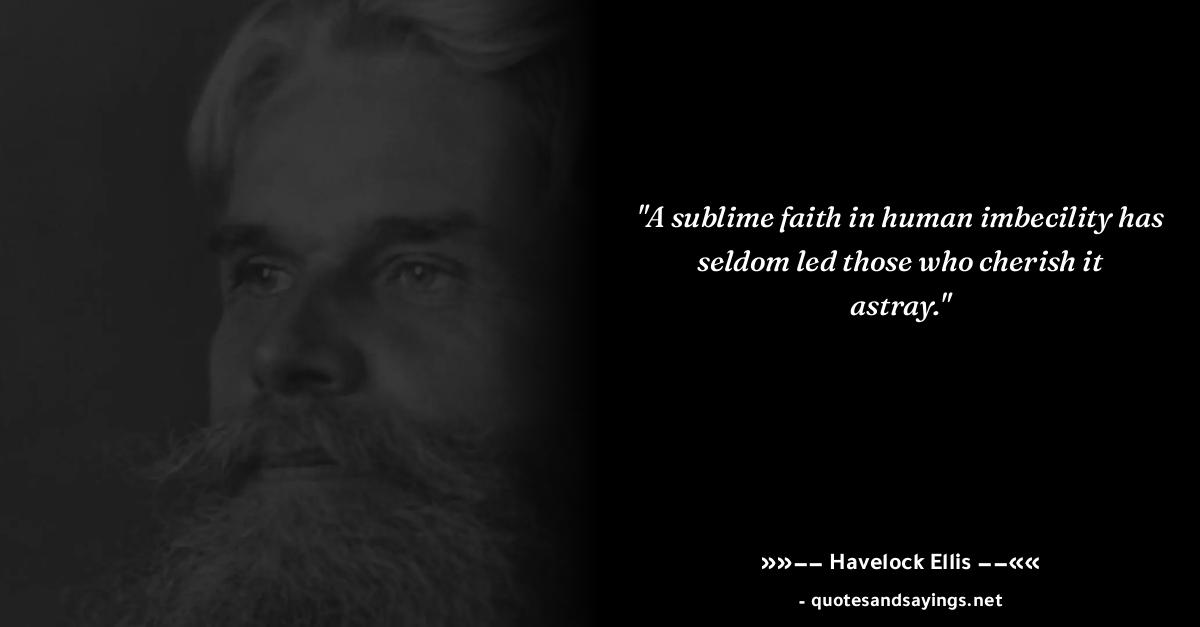 "A sublime faith in human imbecility has
seldom led those who cherish it
astray."
»»–– Havelock Ellis ––««
- quotesandsayings.net